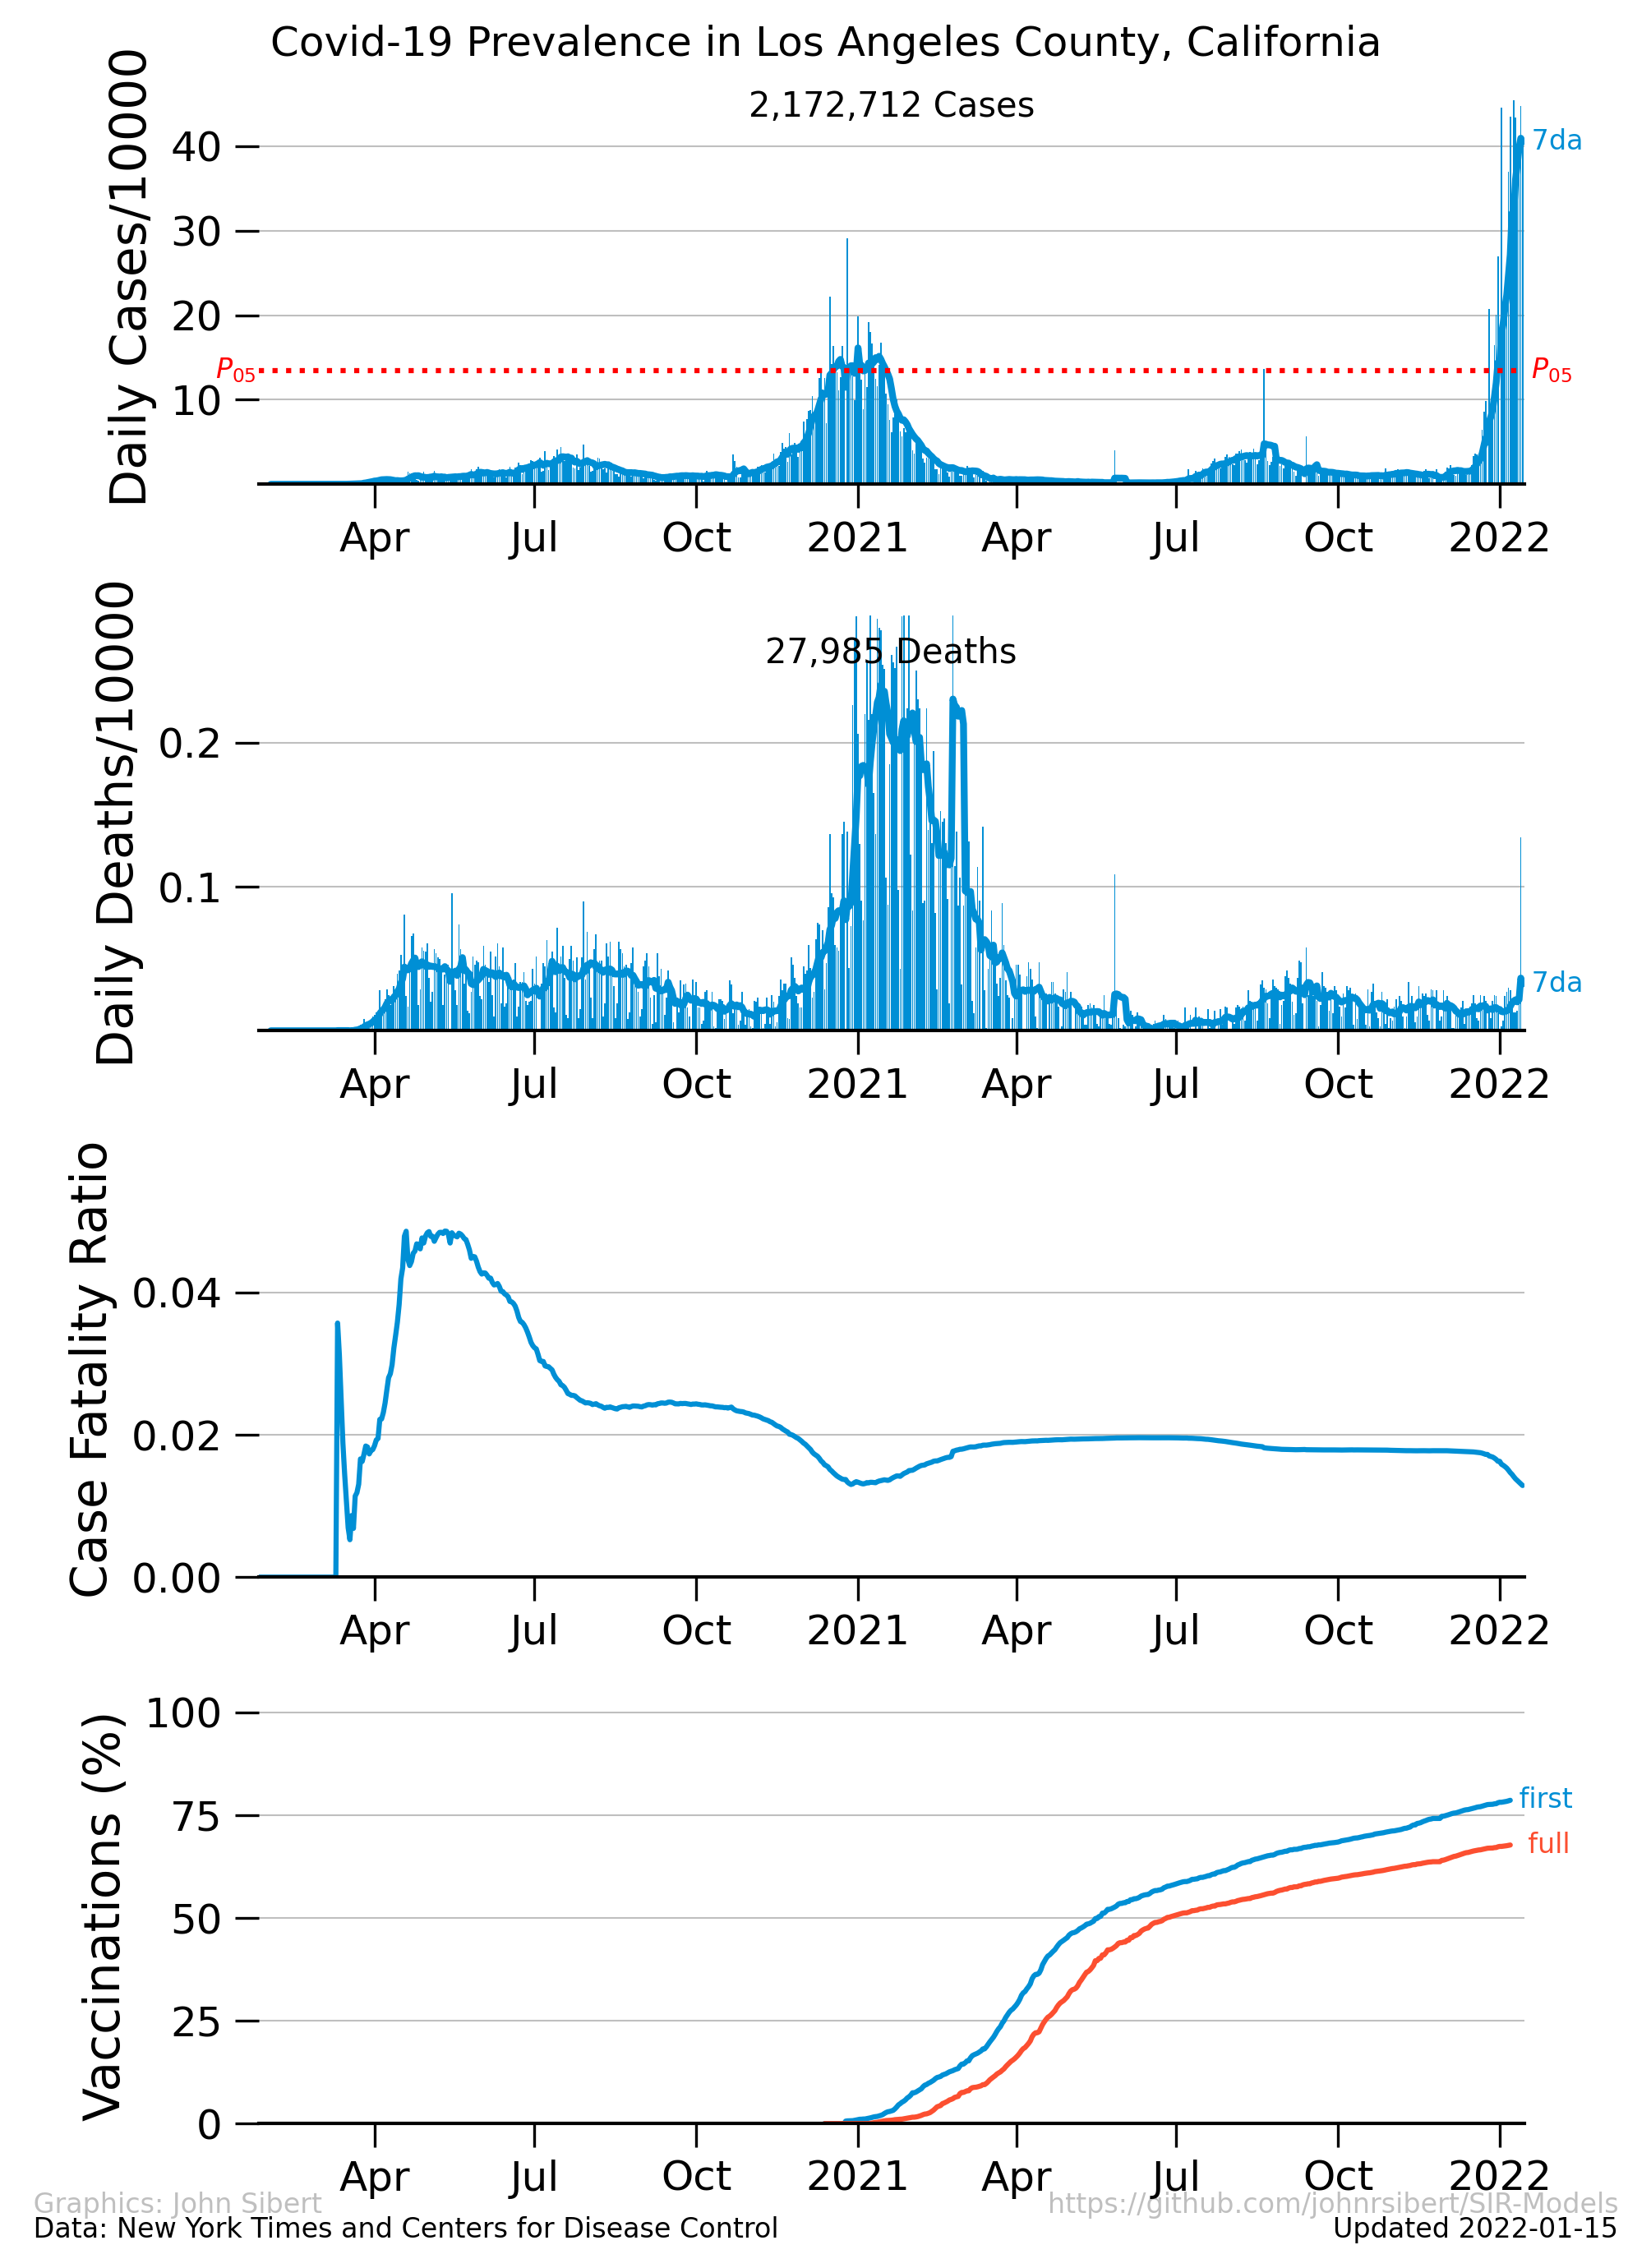 Covid-19 Prevalence in Los Angeles County, California
2,172,712 Cases
Daily Cases/10000
40
30
20
10
P05
P05
7da
Apr Jul Oct 2021 Apr Jul Oct 2022
27,985 Deaths
Daily Deaths/10000
0.2
0.1
7da
Apr Jul Oct 2021 Apr Jul Oct 2022
Case Fatality Ratio
0.04
0.02
0.00
Apr Jul Oct 2021 Apr Jul Oct 2022
Vaccinations (%)
100
75
50
25
0
first
full
Apr Jul Oct 2021 Apr Jul Oct 2022
Graphics: John Sibert
https://github.com/johnrsibert/SIR-Models
Data: New York Times and Centers for Disease Control
Updated 2022-01-15